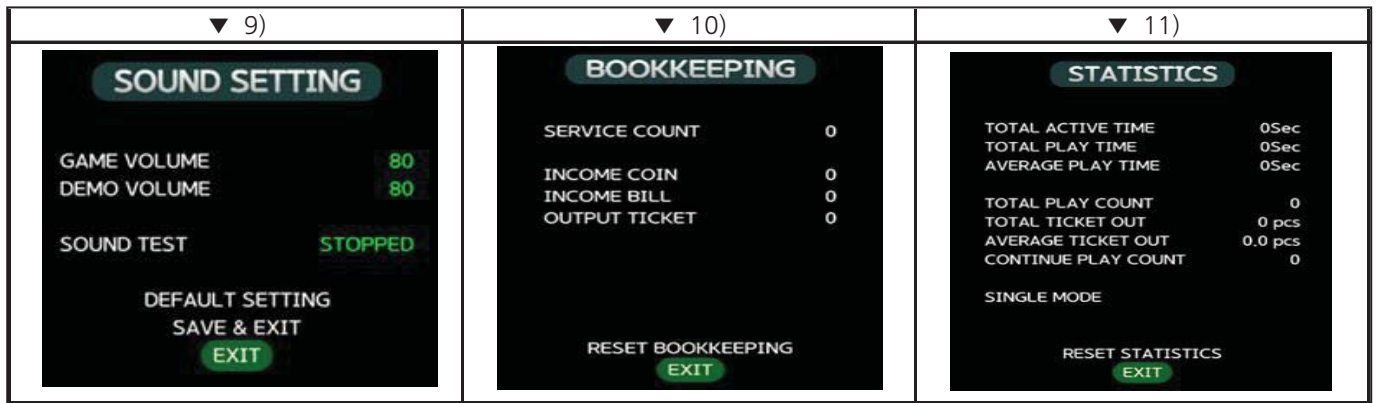 ▼ 9)
SOUND SETTING
GAME VOLUME 80
DEMO VOLUME 80
SOUND TEST STOPPED
DEFAULT SETTING
SAVE & EXIT
EXIT
▼ 10)
BOOKKEEPING
SERVICE COUNT 0
INCOME COIN 0
INCOME BILL 0
OUTPUT TICKET 0
RESET BOOKKEEPING
EXIT
▼ 11)
STATISTICS
TOTAL ACTIVE TIME 0Sec
TOTAL PLAY TIME 0Sec
AVERAGE PLAY TIME 0Sec
TOTAL PLAY COUNT 0
TOTAL TICKET OUT 0 pcs
AVERAGE TICKET OUT 0.0 pcs
CONTINUE PLAY COUNT 0
SINGLE MODE
RESET STATISTICS
EXIT